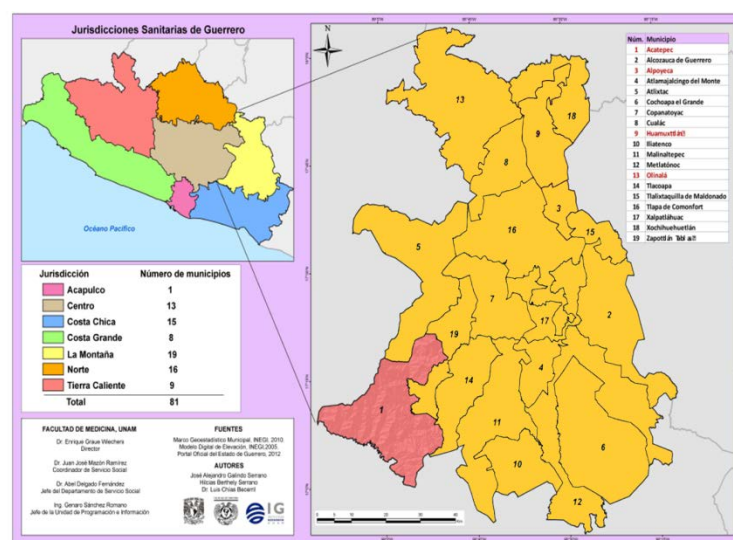 Jurisdicciones Sanitarias de Guerrero
Océano Pacífico
Jurisdicción Número de municipios
Acapulco 1
Centro 13
Costa Chica 15
Costa Grande 8
La Montaña 19
Norte 16
Tierra Caliente 9
Total 81
FACULTAD DE MEDICINA, UNAM
Dr. Enrique Graue Wiechers
Director
Dr. Juan José Mazón Ramírez
Coordinador de Servicio Social
Dr. Abel Delgado Fernández
Jefe del Departamento de Servicio Social
Ing. Genaro Sánchez Romano
Jefe de la Unidad de Programación e Información
FUENTES
Marco Geoestadístico Municipal, INEGI, 2010.
Modelo Digital de Elevación, INEGI,2005.
Portal Oficial del Estado de Guerrero, 2012
AUTORES
José Alejandro Galindo Serrano
Hilcias Berthely Serrano
Dr. Luis Chías Becerril
IG
N
13
18
9
8
3
16
15
5
7
2
17
19
4
14
1
11
6
10
12
Núm. Municipio
1 Acatepec
2 Alcozauca de Guerrero
3 Alpoyeca
4 Atlamajalcingo del Monte
5 Atlixtac
6 Cochoapa el Grande
7 Copanatoyac
8 Cualác
9
10 Iliatenco
11 Malinaltepec
12 Metlatónoc
13 Olinalá
14 Tlacoapa
15 Tlalixtaquilla de Maldonado
16 Tlapa de Comonfort
17 Xalpatláhuac
18 Xochihuehuetlán
19 Zapotitlán